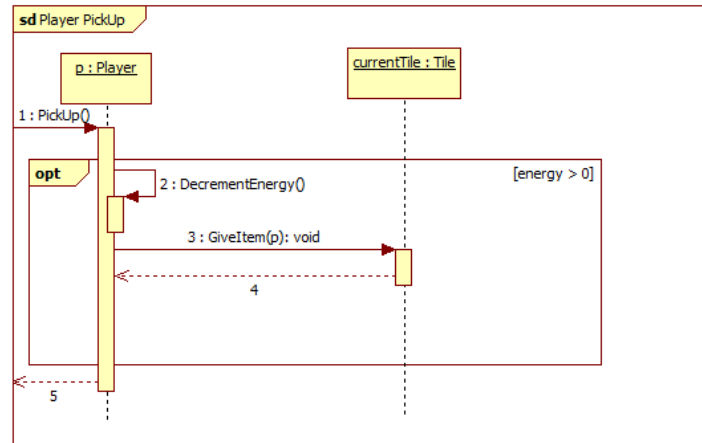 sd Player PickUp
p : Player
currentTile : Tile
1 : PickUp()
opt
[energy > 0]
2 : DecrementEnergy()
3 : GiveItem(p): void
4
5